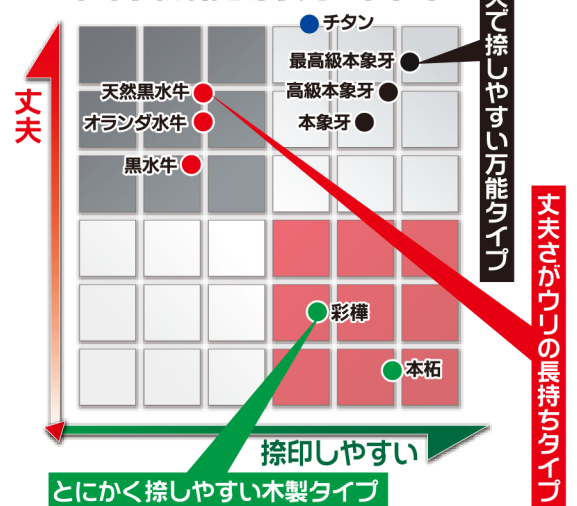 チタン
最高級本象牙
高級本象牙
本象牙
天然黒水牛
オランダ水牛
黒水牛
丈夫
彩樺
本柘
捺印しやすい
とにかく捺しやすい木製タイプ
で捺しやすい万能タイプ
丈夫さがウリの長持ちタイプ